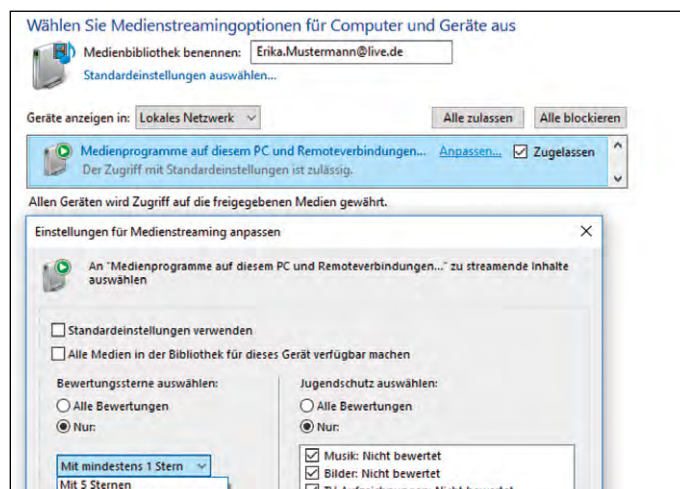 Wählen Sie Medienstreamingoptionen für Computer und Geräte aus
Medienbibliothek benennen: Erika.Mustermann@live.de
Standardeinstellungen auswählen...
Geräte anzeigen in: Lokales Netzwerk Alle zulassen Alle blockieren
Medienprogramme auf diesem PC und Remoteverbindungen... Anpassen... Zugelassen
Der Zugriff mit Standardeinstellungen ist zulässig.
Allen Geräten wird Zugriff auf die freigegebenen Medien gewährt.
Einstellungen für Medienstreaming anpassen
An "Medienprogramme auf diesem PC und Remoteverbindungen..." zu streamende Inhalte
auswählen
Standardeinstellungen verwenden
Alle Medien in der Bibliothek für dieses Gerät verfügbar machen
Bewertungssterne auswählen: Jugendschutz auswählen:
Alle Bewertungen Alle Bewertungen
Nur: Nur:
Musik: Nicht bewertet
Mit mindestens 1 Stern Bilder: Nicht bewertet
Mit 5 Sternen TV-Aufzeichnungen: Nicht bewertet